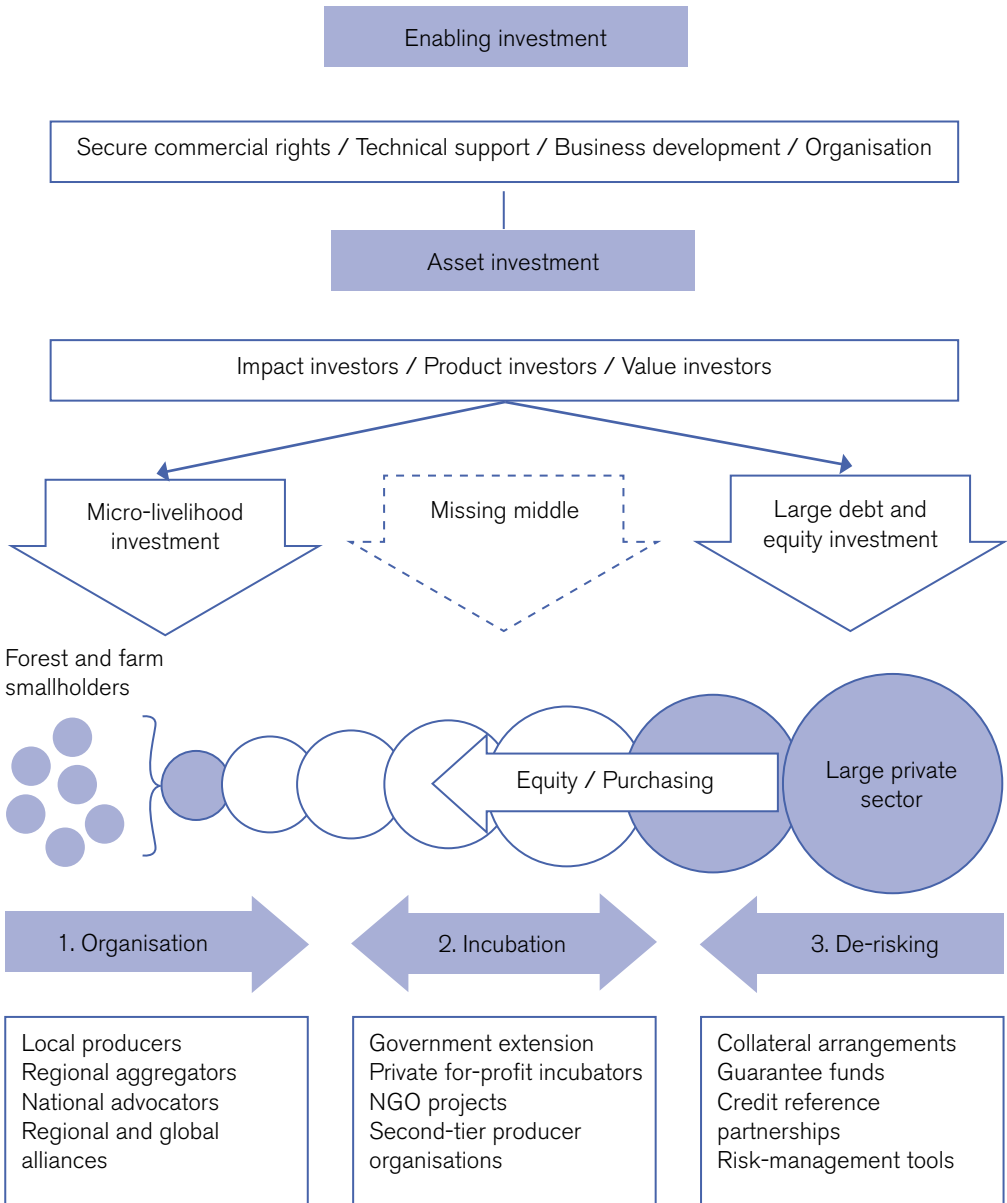 Enabling investment
Secure commercial rights / Technical support / Business development / Organisation
Asset investment
Impact investors / Product investors / Value investors
Micro-livelihood
investment
Missing middle
Large debt and
equity investment
Forest and farm
smallholders
Equity / Purchasing
Large private
sector
1. Organisation
2. Incubation
3. De-risking
Local producers
Regional aggregators
National advocators
Regional and global
alliances
Government extension
Private for-profit incubators
NGO projects
Second-tier producer
organisations
Collateral arrangements
Guarantee funds
Credit reference
partnerships
Risk-management tools